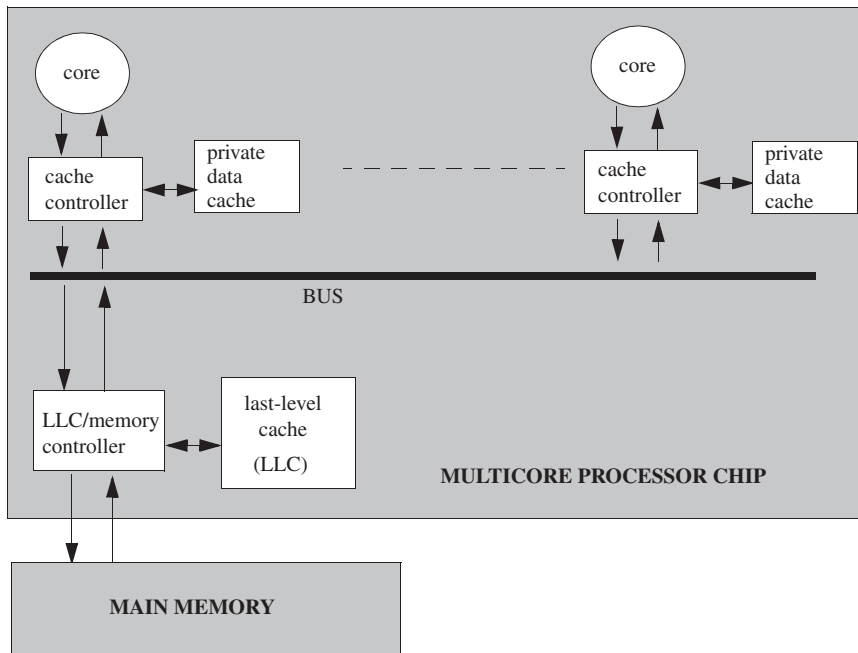 core
core
cache
controller
private
data
cache
cache
controller
private
data
cache
BUS
LLC/memory
controller
last-level
cache
(LLC)
MULTICORE PROCESSOR CHIP
MAIN MEMORY